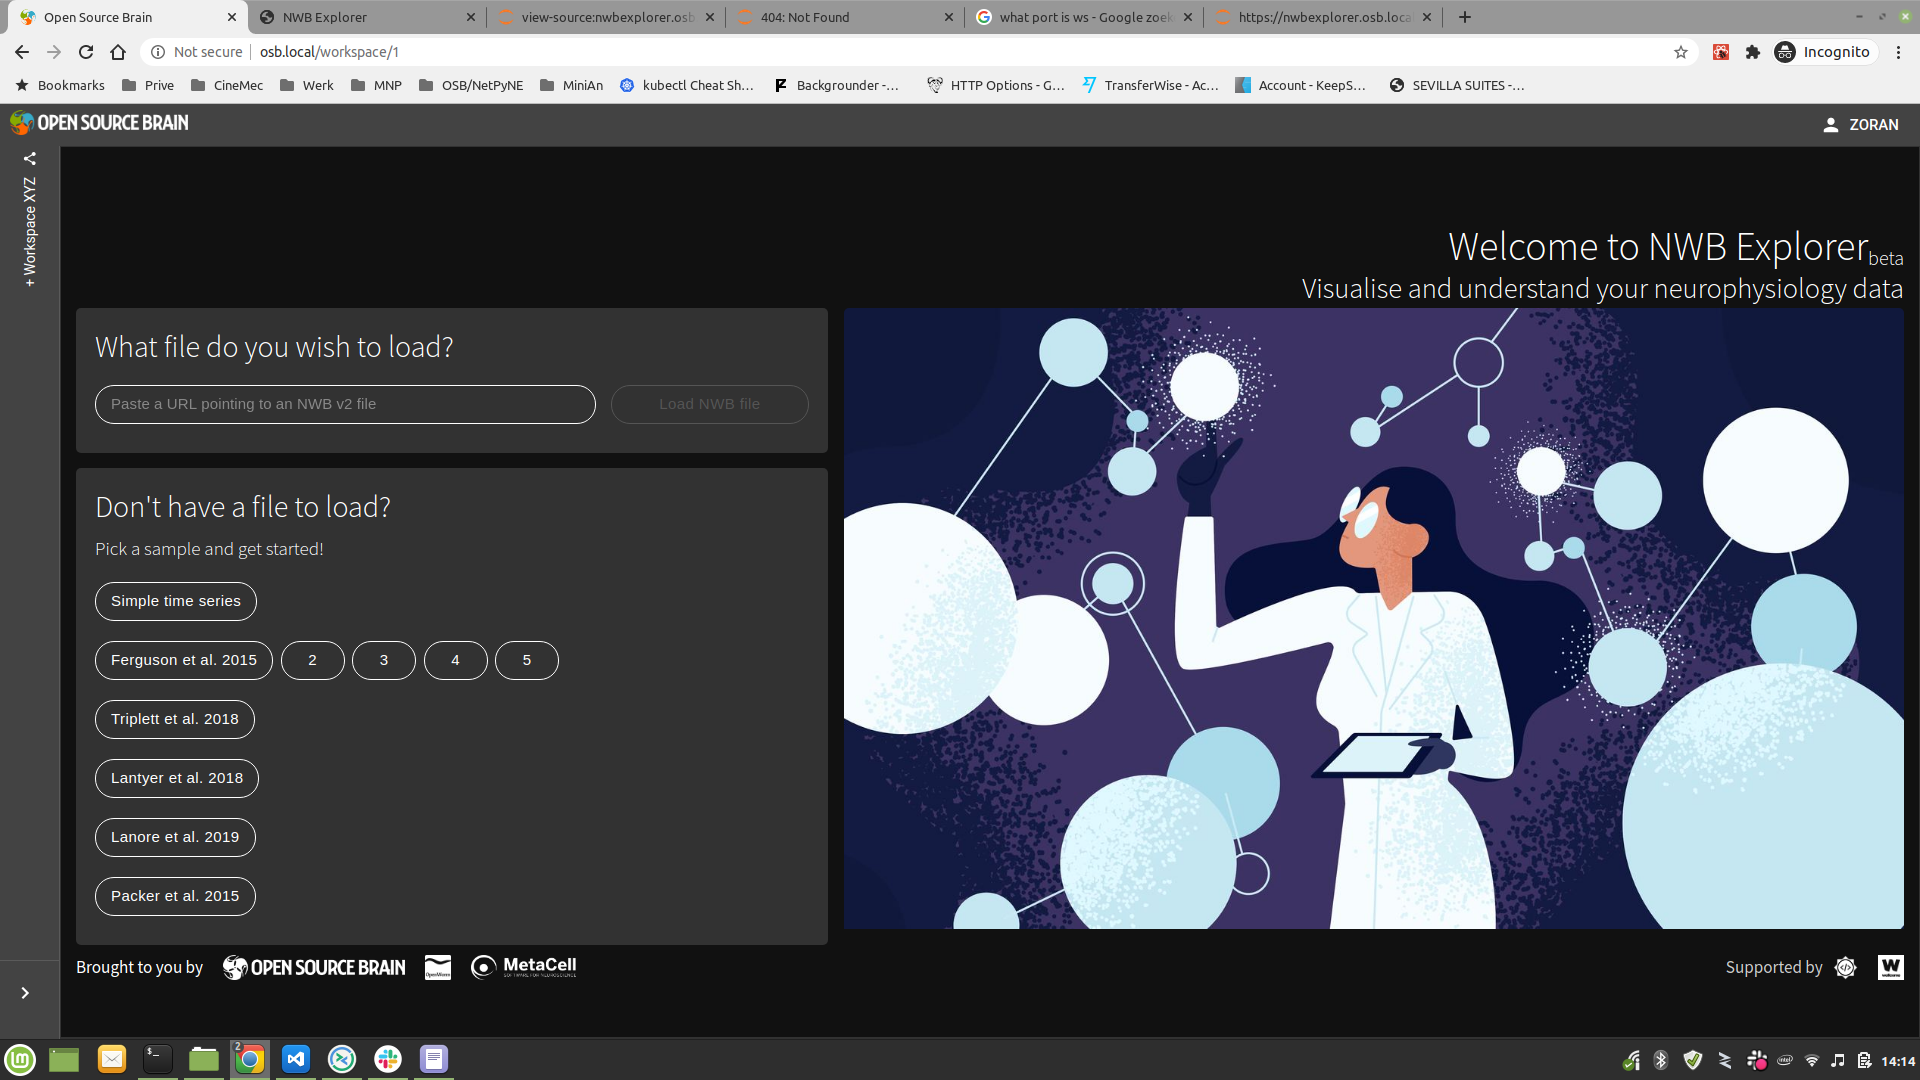 Open Source Brain
NWB Explorer
view-source:nwbexplorer.osb
404: Not Found
what port is ws - Google zoek
https://nwbexplorer.osb.loca
Not secure
osb.local/workspace/1
Incognito
Bookmarks
Prive
CineMec
Werk
MNP
OSB/NetPyNE
MiniAn
kubectl Cheat Sh...
Backgrounder -...
HTTP Options - G...
TransferWise - Ac...
Account - KeepS...
SEVILLA SUITES -...
OPEN SOURCE BRAIN
ZORAN
+ Workspace XYZ
Welcome to NWB Explorer beta
Visualise and understand your neurophysiology data
What file do you wish to load?
Paste a URL pointing to an NWB v2 file
Load NWB file
Don't have a file to load?
Pick a sample and get started!
Simple time series
Ferguson et al. 2015
2
3
4
5
Triplett et al. 2018
Lantyer et al. 2018
Lanore et al. 2019
Packer et al. 2015
Brought to you by
OPEN SOURCE BRAIN
MetaCell
SOFTWARE FOR NEUROSCIENCE
Supported by
W
2
14:14